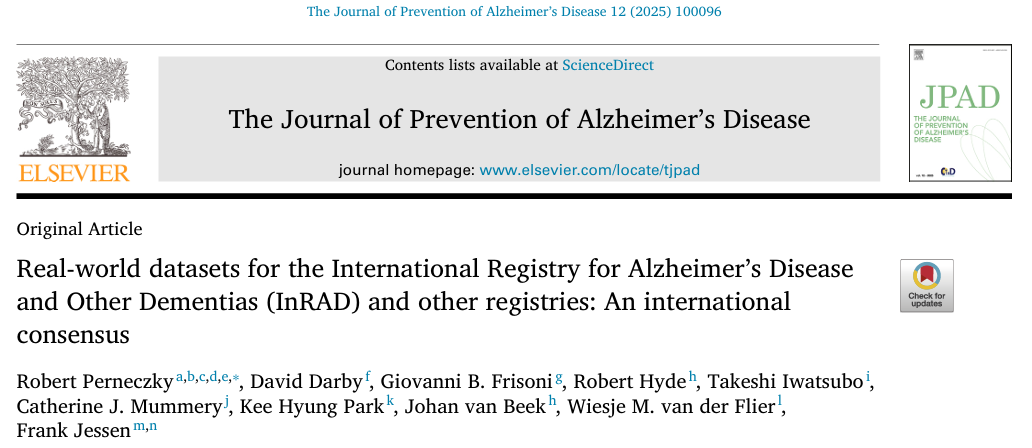 The Journal of Prevention of Alzheimer’s Disease 12 (2025) 100096
Contents lists available at ScienceDirect
The Journal of Prevention of Alzheimer’s Disease
journal homepage: www.elsevier.com/locate/tjpad
ELSEVIER
JPAD
THE JOURNAL
OF PREVENTION
OF ALZHEIMER’S
DISEASE
Original Article
Real-world datasets for the International Registry for Alzheimer’s Disease
and Other Dementias (InRAD) and other registries: An international
consensus
Check for
updates
Robert Perneczky a,b,c,d,e,*, David Darby f, Giovanni B. Frisoni g, Robert Hyde h, Takeshi Iwatsubo i,
Catherine J. Mummery j, Kee Hyung Park k, Johan van Beek h, Wiesje M. van der Flier l,
Frank Jessen m,n